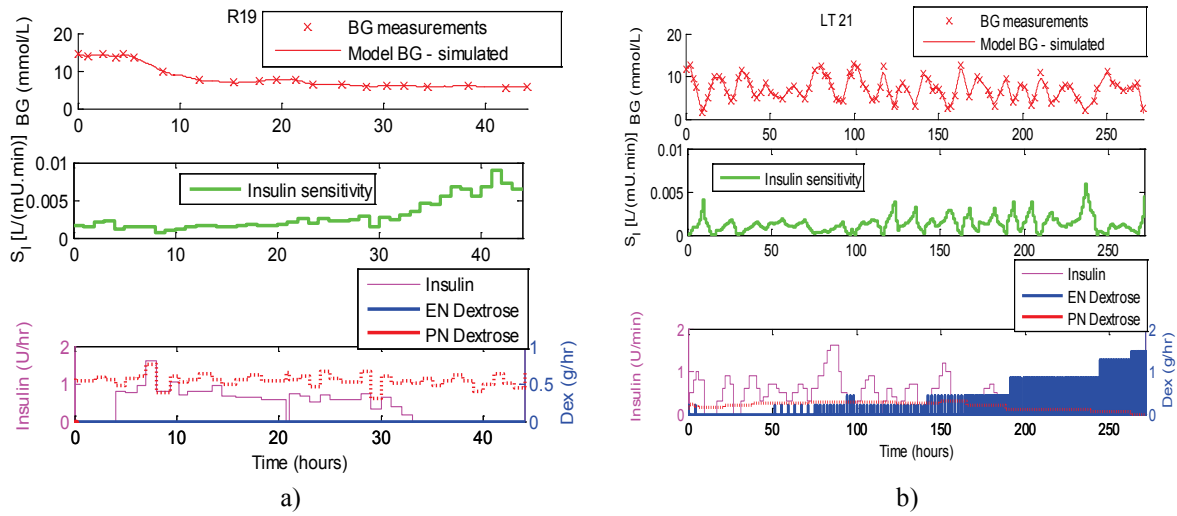 R19
BG measurements
Model BG - simulated
BG (mmol/L)
20
10
0
0 10 20 30 40
Insulin sensitivity
S_I [L/(mU.min)]
0.01
0.005
0
0 10 20 30 40
Insulin
EN Dextrose
PN Dextrose
Insulin (U/hr)
2
1
0
1
0.5
0
Dex (g/hr)
0 10 20 30 40
Time (hours)
a)
LT 21
BG measurements
Model BG - simulated
BG (mmol/L)
20
10
0
0 50 100 150 200 250
Insulin sensitivity
S_I [L/(mU.min)]
0.01
0.005
0
0 50 100 150 200 250
Insulin
EN Dextrose
PN Dextrose
Insulin (U/min)
2
1
0
2
1
0
Dex (g/hr)
0 50 100 150 200 250
Time (hours)
b)